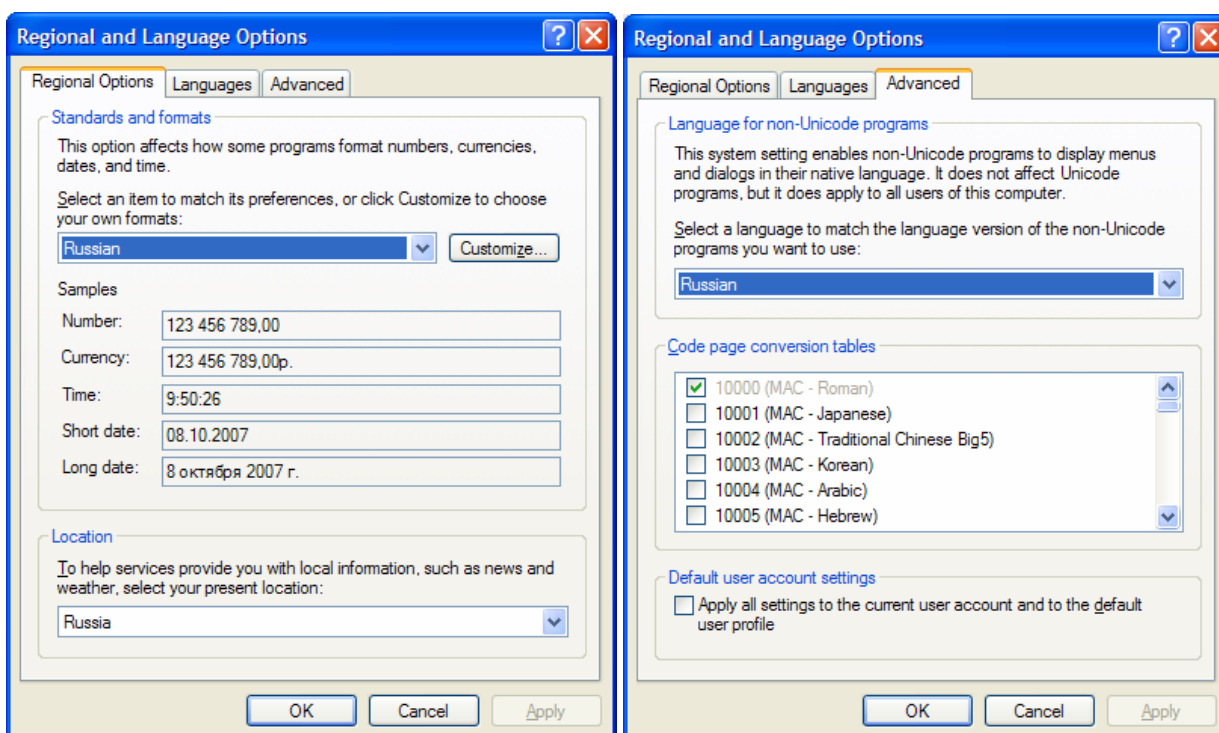 Regional and Language Options
Regional Options
Languages
Advanced
Standards and formats
This option affects how some programs format numbers, currencies,
dates, and time.
Select an item to match its preferences, or click Customize to choose
your own formats:
Russian
Customize...
Samples
Number:
123 456 789,00
Currency:
123 456 789,00р.
Time:
9:50:26
Short date:
08.10.2007
Long date:
8 октября 2007 г.
Location
To help services provide you with local information, such as news and
weather, select your present location:
Russia
OK
Cancel
Apply
Regional and Language Options
Regional Options
Languages
Advanced
Language for non-Unicode programs
This system setting enables non-Unicode programs to display menus
and dialogs in their native language. It does not affect Unicode
programs, but it does apply to all users of this computer.
Select a language to match the language version of the non-Unicode
programs you want to use:
Russian
Code page conversion tables
10000 (MAC - Roman)
10001 (MAC - Japanese)
10002 (MAC - Traditional Chinese Big5)
10003 (MAC - Korean)
10004 (MAC - Arabic)
10005 (MAC - Hebrew)
Default user account settings
Apply all settings to the current user account and to the default
user profile
OK
Cancel
Apply